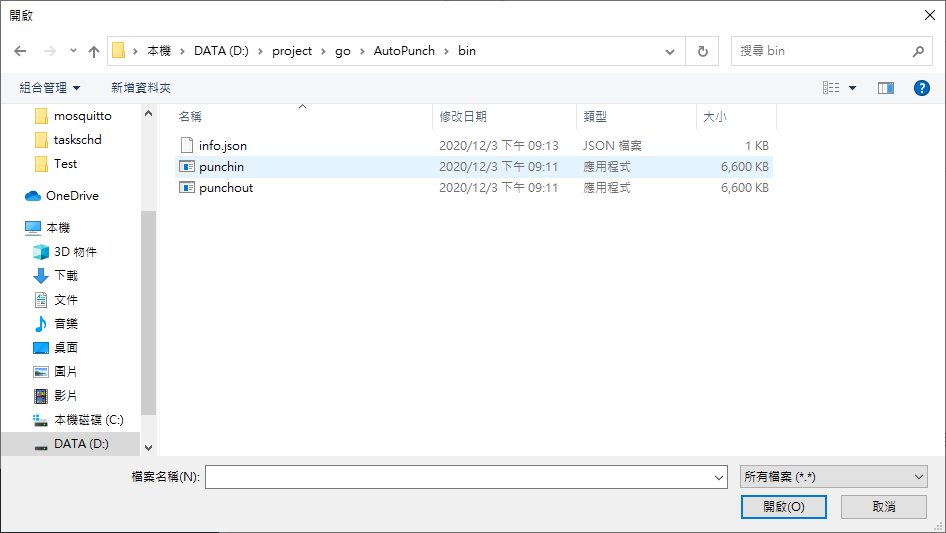 開啟
本機 › DATA (D:) › project › go › AutoPunch › bin
搜尋 bin
組合管理 新增資料夾
mosquitto
taskschd
Test
OneDrive
本機
3D 物件
下載
文件
音樂
桌面
圖片
影片
本機磁碟 (C:)
DATA (D:)
名稱 修改日期 類型 大小
info.json 2020/12/3 下午 09:13 JSON 檔案 1 KB
punchin 2020/12/3 下午 09:11 應用程式 6,600 KB
punchout 2020/12/3 下午 09:11 應用程式 6,600 KB
檔案名稱(N):
所有檔案 (*.*)
開啟(O) 取消